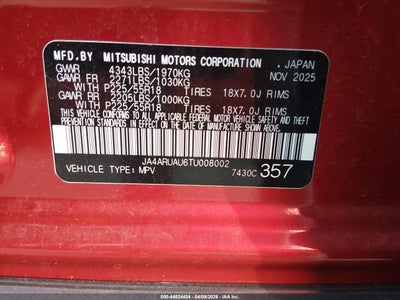 MFD.BY MITSUBISHI MOTORS CORPORATION, JAPAN
GVWR 4343LBS/1970KG NOV 2025
GAWR FR 2271LBS/1030KG
WITH P225/55R18 TIRES 18X7.0J RIMS
GAWR RR 2205LBS/1000KG
WITH P225/55R18 TIRES 18X7.0J RIMS
THIS VEHICLE CONFORMS TO ALL APPLICABLE FEDERAL
MOTOR VEHICLE SAFETY AND THEFT PREVENTION
STANDARDS IN EFFECT ON THE DATE OF MANUFACTURE
SHOWN ABOVE.
JA4ARUAU6TU008002
VEHICLE TYPE: MPV 7430C 357
000-44824454 - 04/09/2026 - IAAI